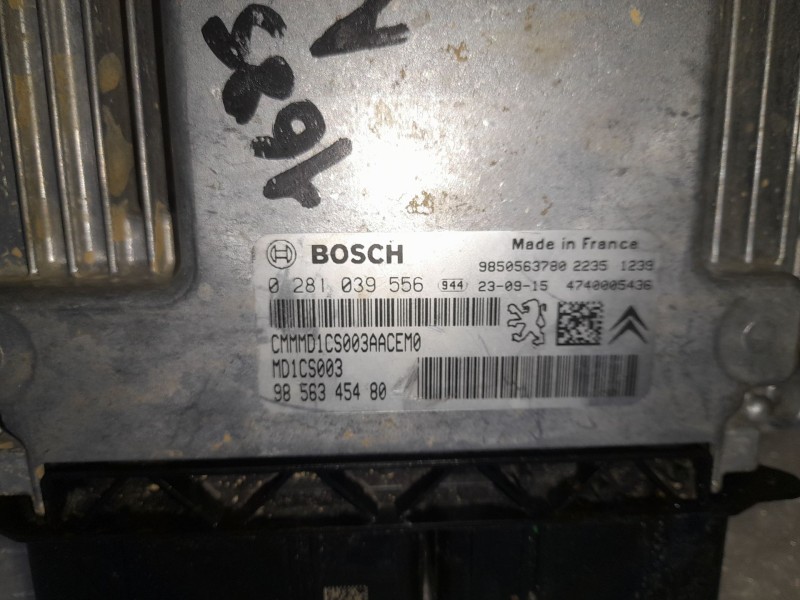 BOSCH
Made in France
9850563780 2235 1239
0 281 039 556 944 23-09-15 4740005436
CMMMD1CS003AACEM0
MD1CS003
98 563 454 80